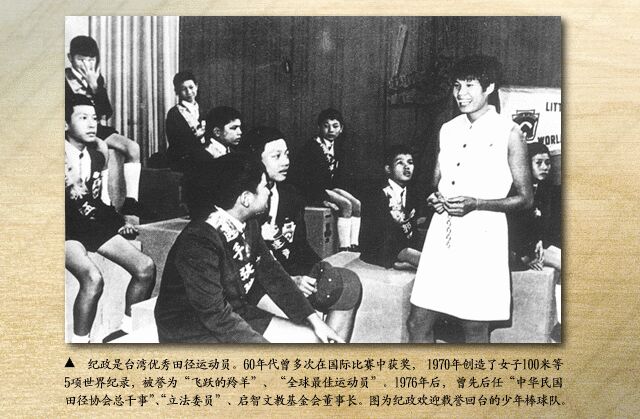 LITT
WORL
▲ 纪政是台湾优秀田径运动员。60年代曾多次在国际比赛中获奖，1970年创造了女子100米等
5项世界纪录，被誉为“飞跃的羚羊”、“全球最佳运动员”。1976年后，曾先后任“中华民国
田径协会总干事”、“立法委员”、启智文教基金会董事长。图为纪政欢迎载誉回台的少年棒球队。